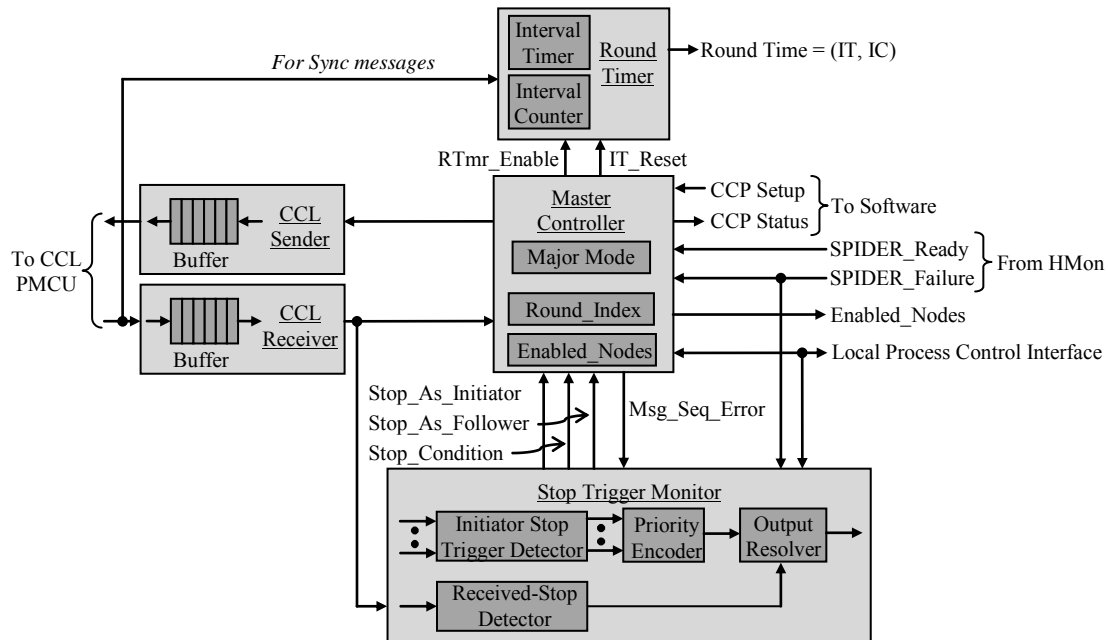 Interval
Timer
Interval
Counter
Round
Timer
Round Time = (IT, IC)
For Sync messages
RTmr_Enable
IT_Reset
CCL
Sender
Buffer
To CCL
PMCU
CCL
Receiver
Buffer
Master
Controller
Major Mode
Round_Index
Enabled_Nodes
CCP Setup
CCP Status
To Software
SPIDER_Ready
SPIDER_Failure
From HMon
Enabled_Nodes
Local Process Control Interface
Stop_As_Initiator
Stop_As_Follower
Stop_Condition
Msg_Seq_Error
Stop Trigger Monitor
Initiator Stop
Trigger Detector
Priority
Encoder
Output
Resolver
Received-Stop
Detector